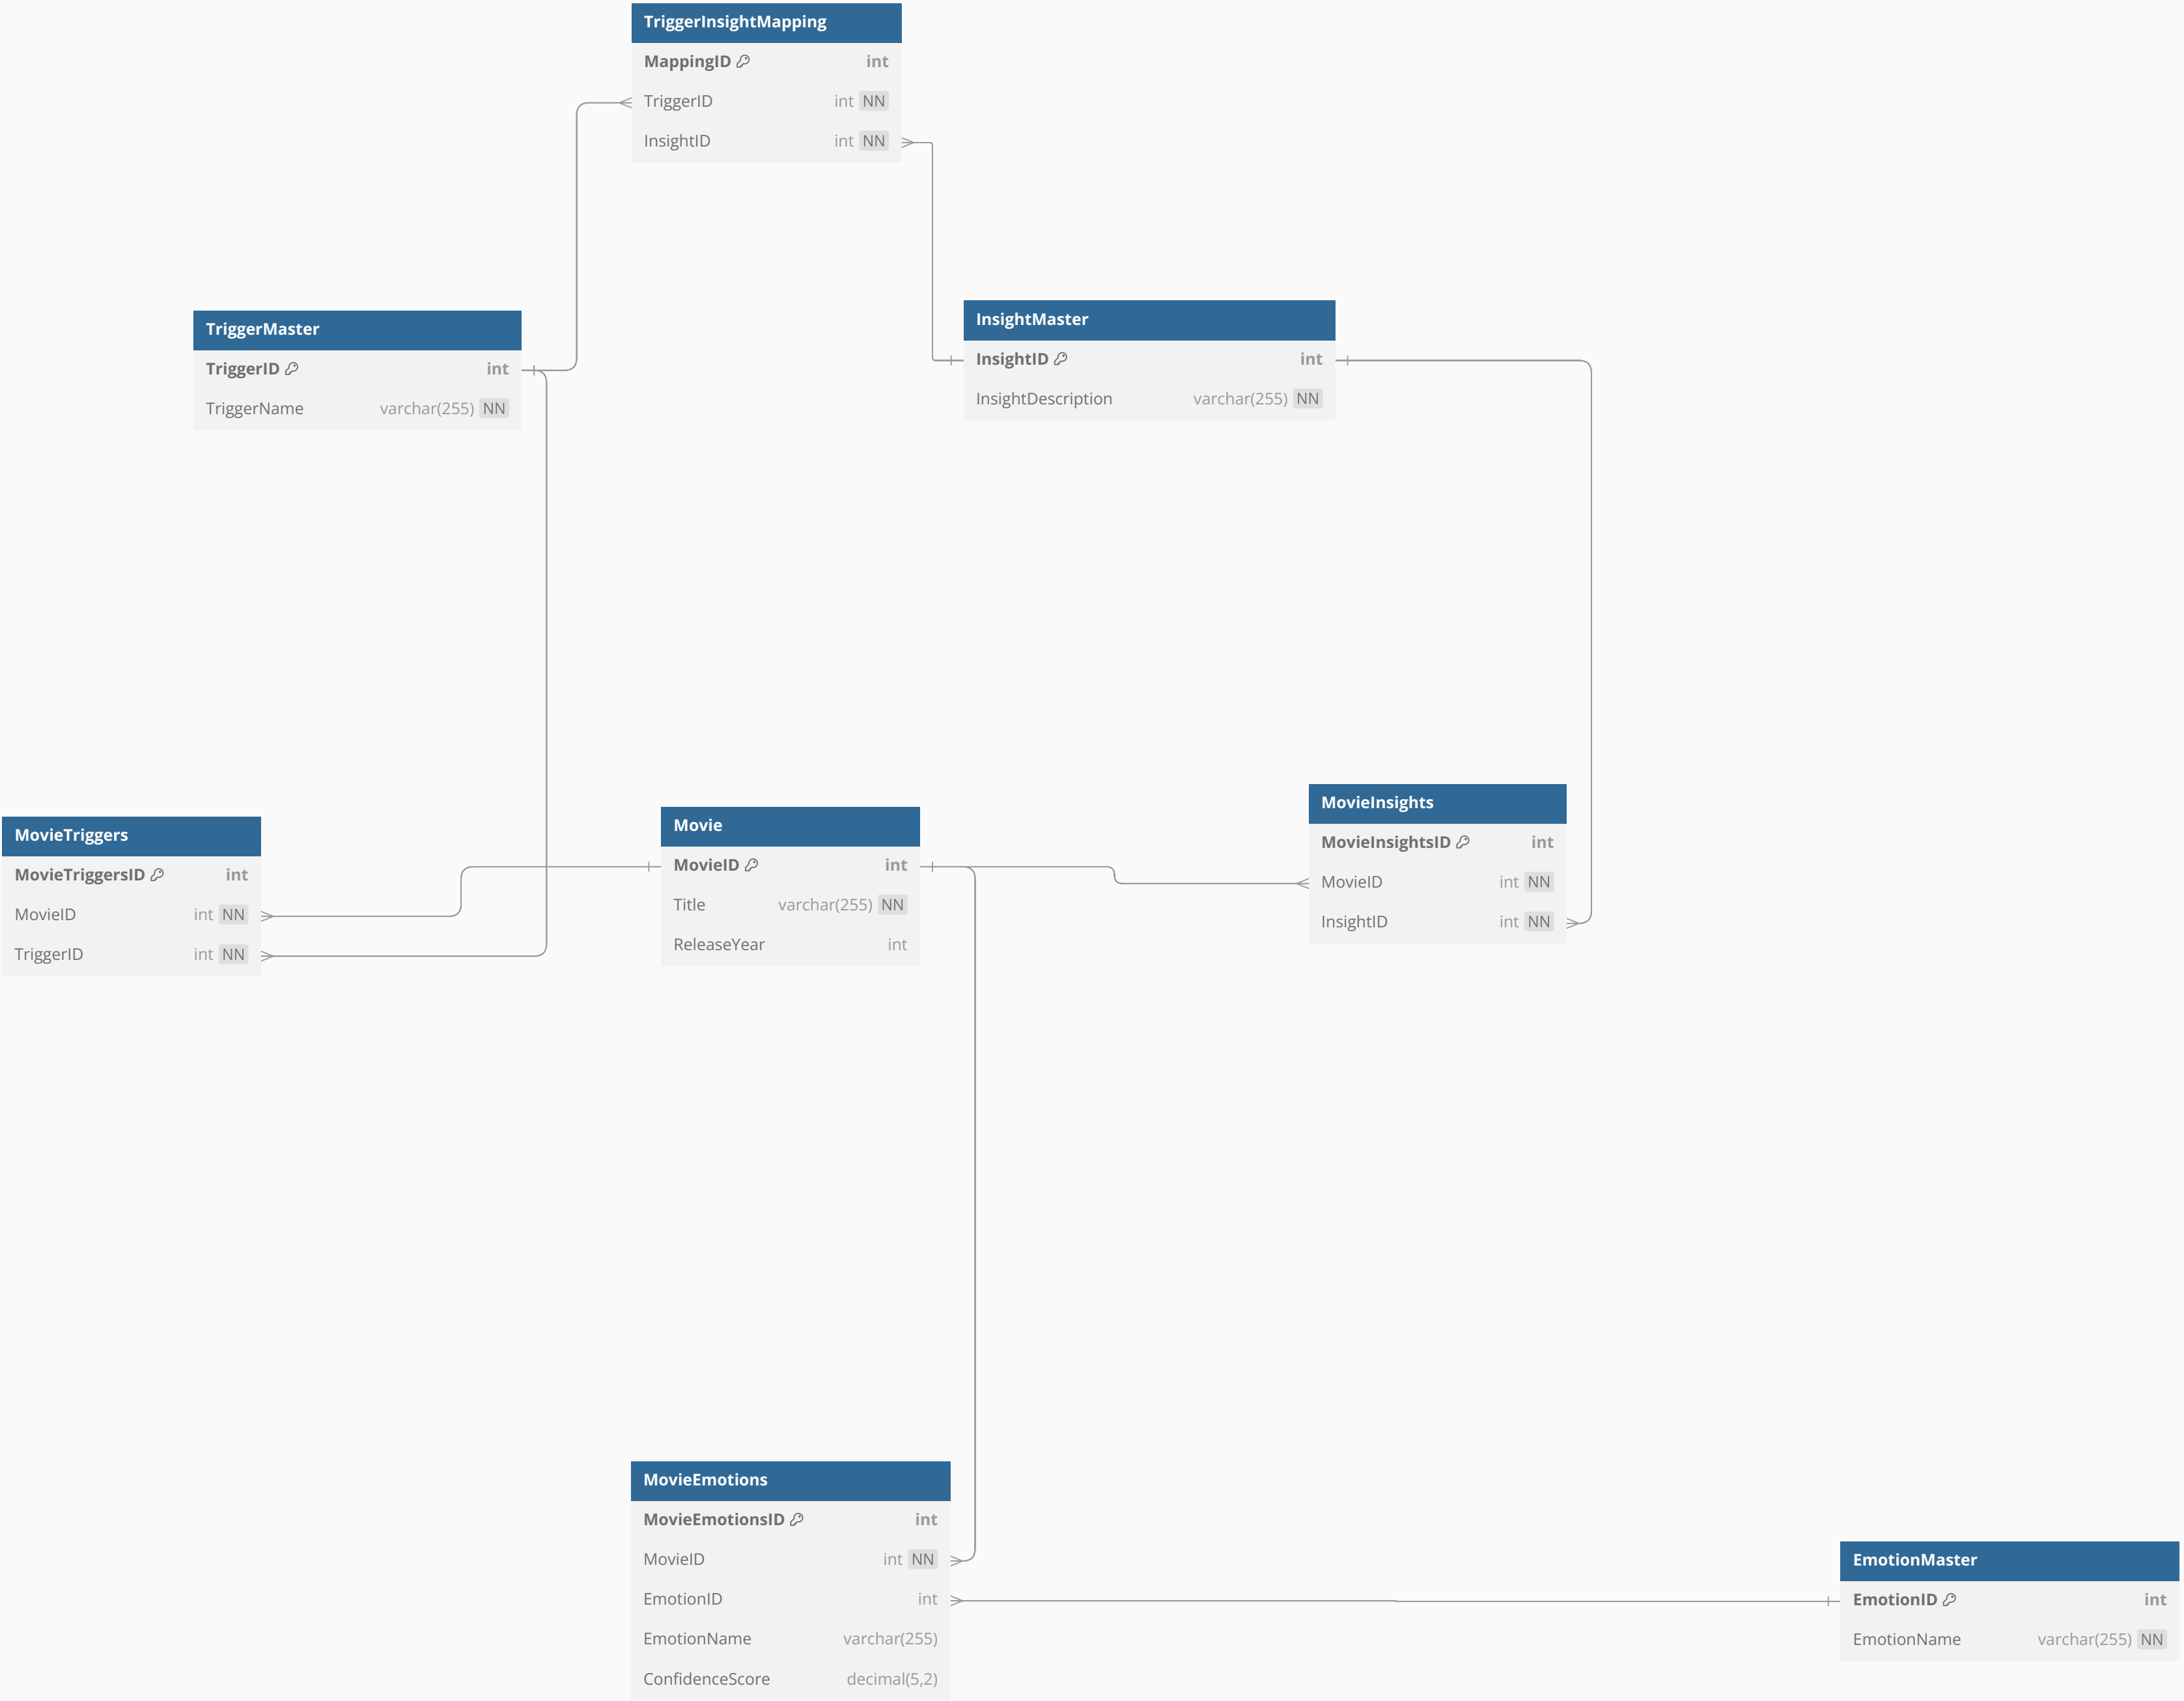 TriggerInsightMapping
MappingID int
TriggerID int NN
InsightID int NN
TriggerMaster
TriggerID int
TriggerName varchar(255) NN
InsightMaster
InsightID int
InsightDescription varchar(255) NN
MovieTriggers
MovieTriggersID int
MovieID int NN
TriggerID int NN
Movie
MovieID int
Title varchar(255) NN
ReleaseYear int
MovieInsights
MovieInsightsID int
MovieID int NN
InsightID int NN
MovieEmotions
MovieEmotionsID int
MovieID int NN
EmotionID int
EmotionName varchar(255)
ConfidenceScore decimal(5,2)
EmotionMaster
EmotionID int
EmotionName varchar(255) NN